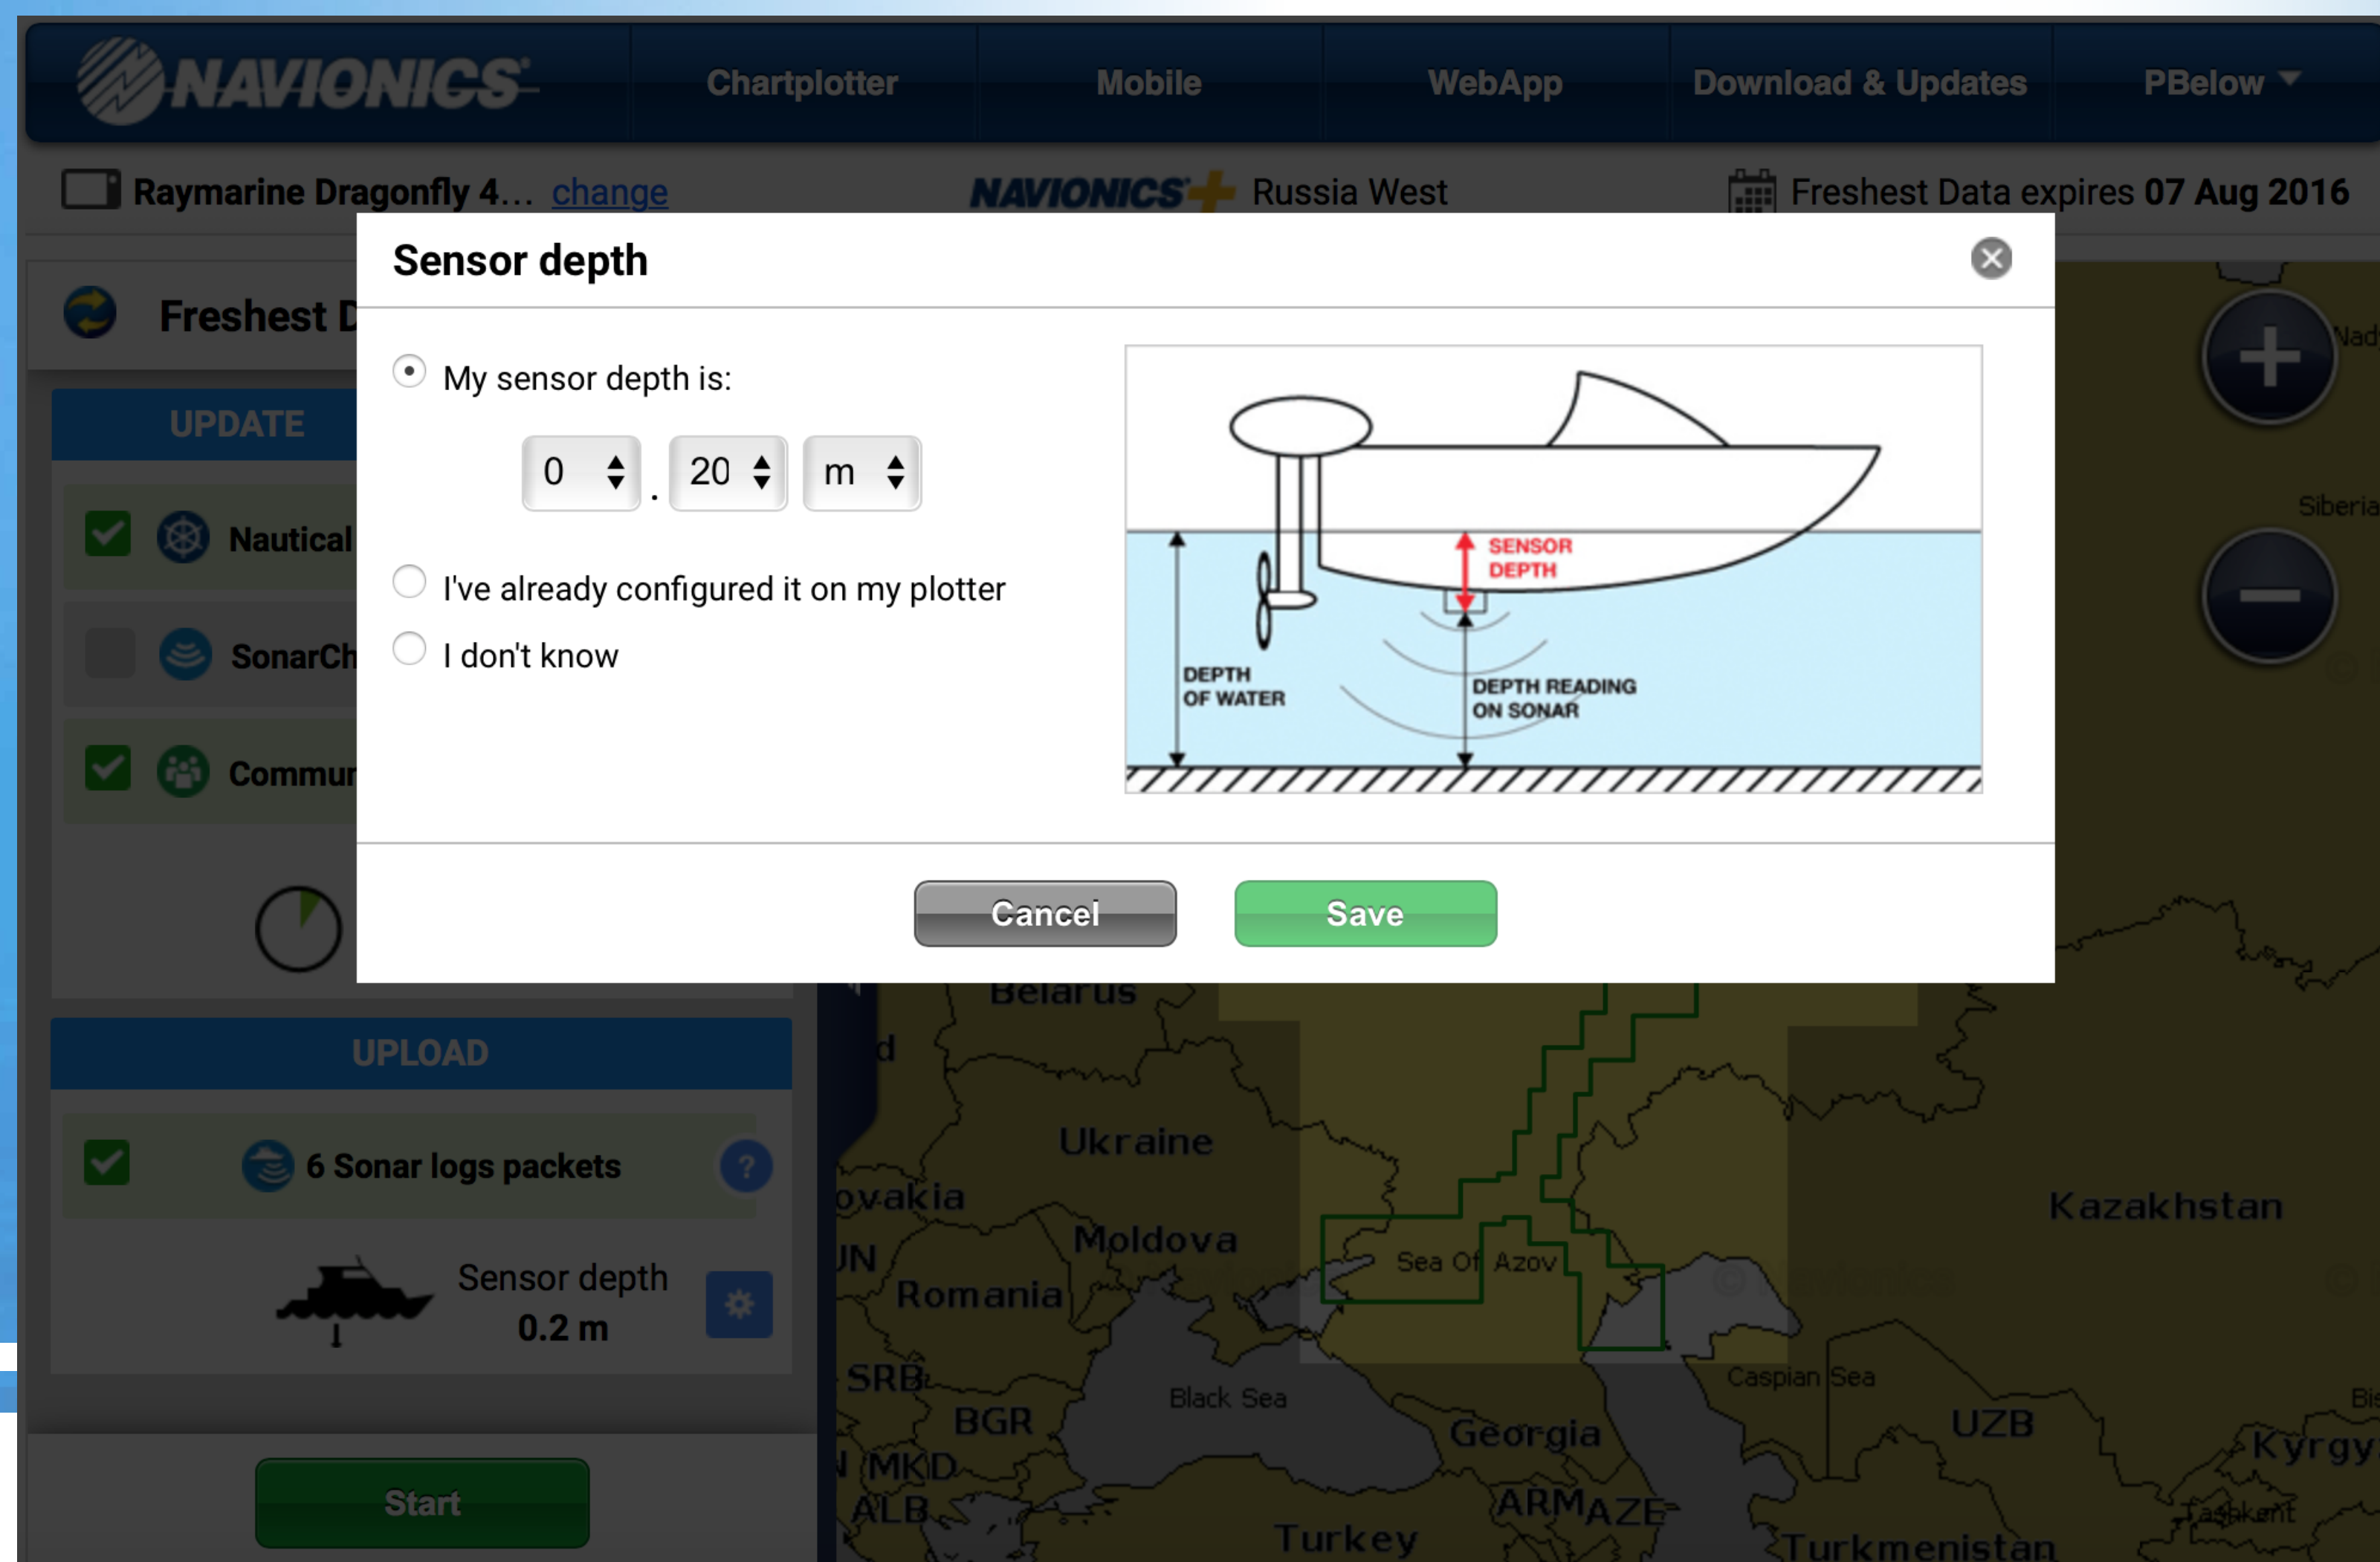 NAVIONICS
Chartplotter
Mobile
WebApp
Download & Updates
PBelow
Raymarine Dragonfly 4... change
NAVIONICS+ Russia West
Freshest Data expires 07 Aug 2016
Freshest D
Sensor depth
My sensor depth is:
0 . 20 m
I've already configured it on my plotter
I don't know
SENSOR
DEPTH
DEPTH
OF WATER
DEPTH READING
ON SONAR
Cancel
Save
UPDATE
Nautical
SonarCh
Commun
UPLOAD
6 Sonar logs packets
?
Sensor depth
0.2 m
Start
Nady
Siberia
Belarus
d
Ukraine
ovakia
Moldova
UN
Romania
Sea Of Azov
Kazakhstan
SRB
BGR
Black Sea
Caspian Sea
Bis
UZB
Georgia
Kyrgy
MKD
ALB
ARM
AZE
Tashkent
Turkey
Turkmenistan